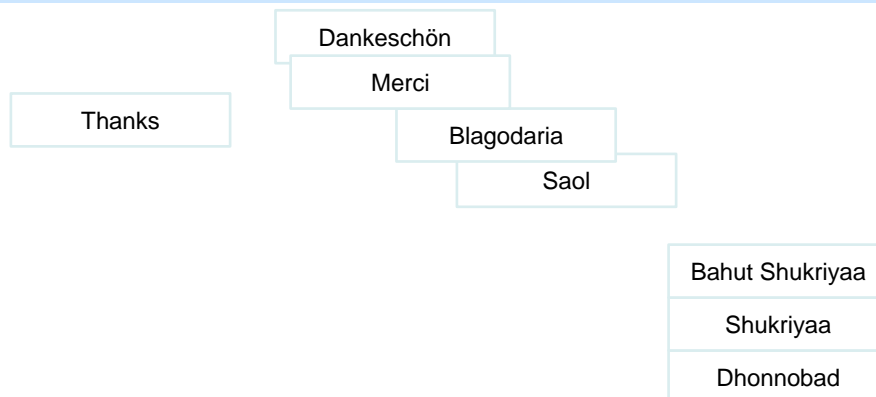 Dankeschön
Merci
Thanks
Blagodaria
Saol
Bahut Shukriyaa
Shukriyaa
Dhonnobad